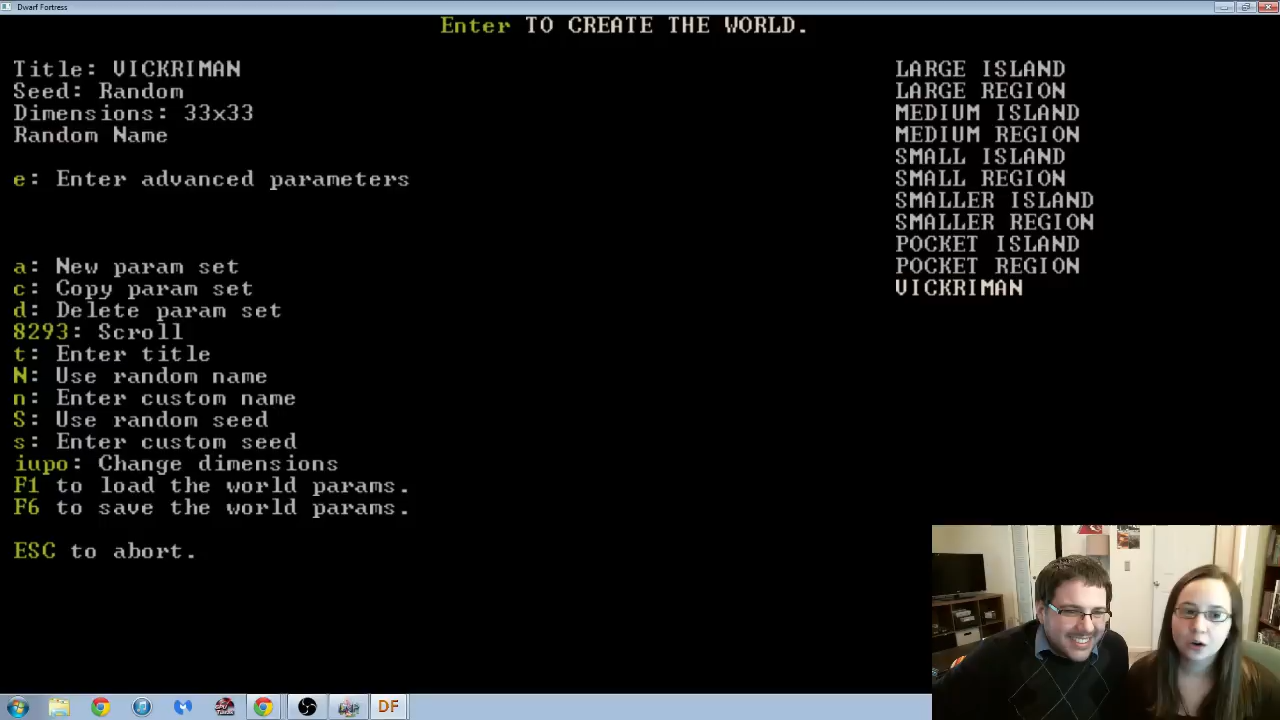 Dwarf Fortress
Enter TO CREATE THE WORLD.
Title: VICKRIMAN
Seed: Random
Dimensions: 33x33
Random Name
e: Enter advanced parameters
a: New param set
c: Copy param set
d: Delete param set
8293: Scroll
t: Enter title
N: Use random name
n: Enter custom name
S: Use random seed
s: Enter custom seed
iupo: Change dimensions
F1 to load the world params.
F6 to save the world params.
ESC to abort.
LARGE ISLAND
LARGE REGION
MEDIUM ISLAND
MEDIUM REGION
SMALL ISLAND
SMALL REGION
SMALLER ISLAND
SMALLER REGION
POCKET ISLAND
POCKET REGION
VICKRIMAN
DF